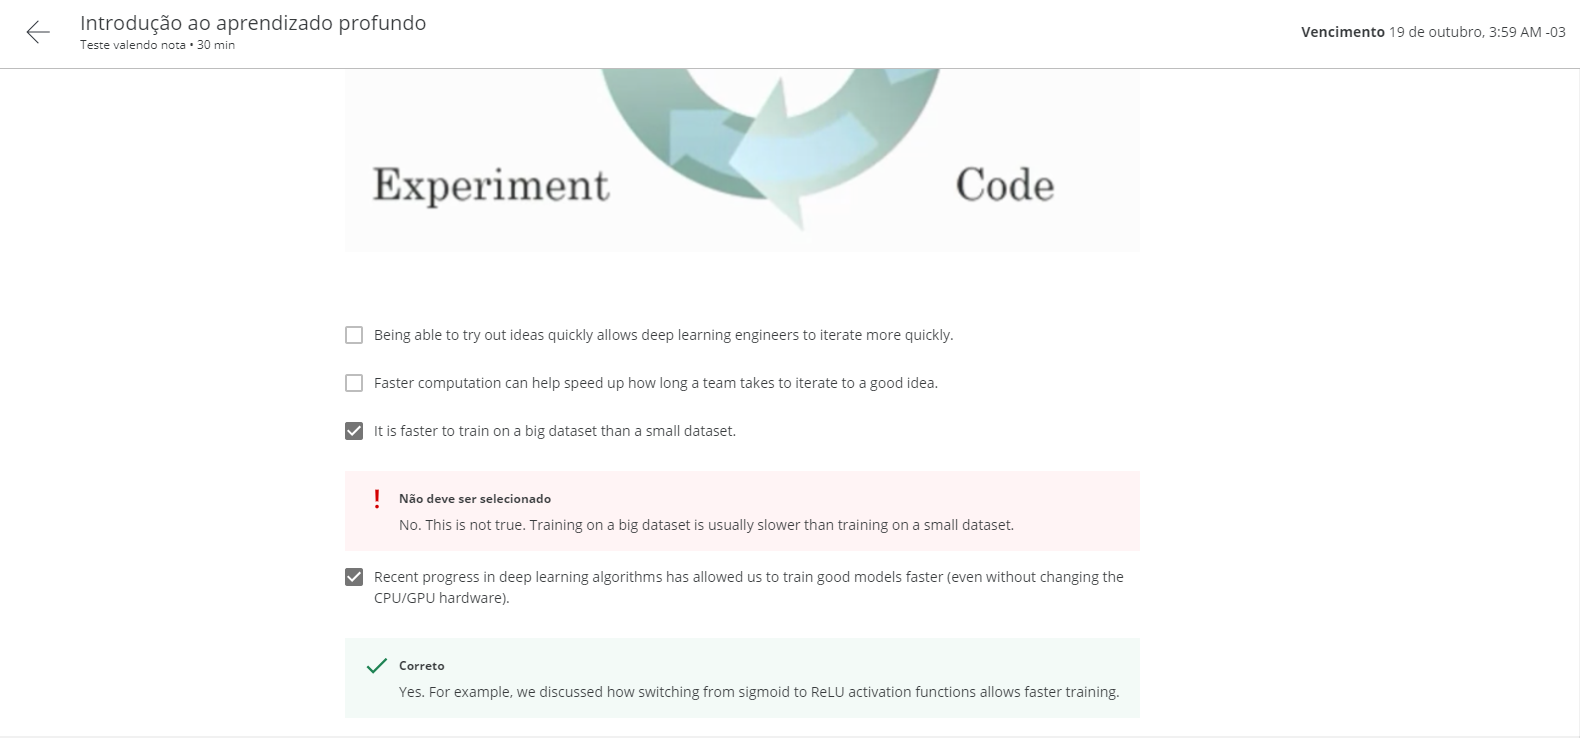 Introdução ao aprendizado profundo
Teste valendo nota • 30 min
Vencimento 19 de outubro, 3:59 AM -03
Experiment
Code
Being able to try out ideas quickly allows deep learning engineers to iterate more quickly.
Faster computation can help speed up how long a team takes to iterate to a good idea.
It is faster to train on a big dataset than a small dataset.
Não deve ser selecionado
No. This is not true. Training on a big dataset is usually slower than training on a small dataset.
Recent progress in deep learning algorithms has allowed us to train good models faster (even without changing the
CPU/GPU hardware).
Correto
Yes. For example, we discussed how switching from sigmoid to ReLU activation functions allows faster training.